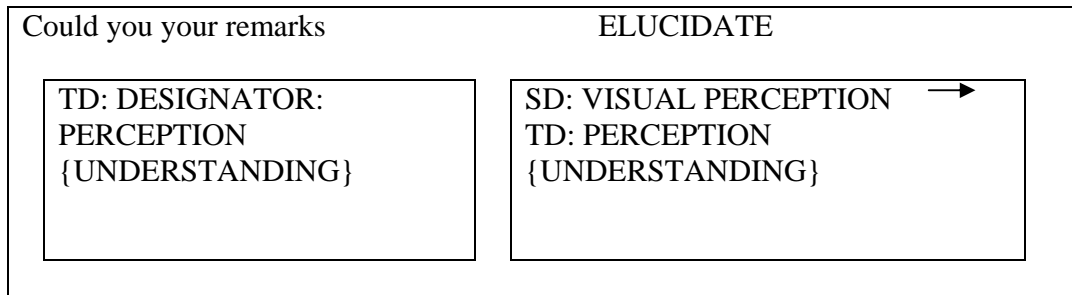 Could you your remarks ELUCIDATE
TD: DESIGNATOR:
PERCEPTION
{UNDERSTANDING}
SD: VISUAL PERCEPTION →
TD: PERCEPTION
{UNDERSTANDING}